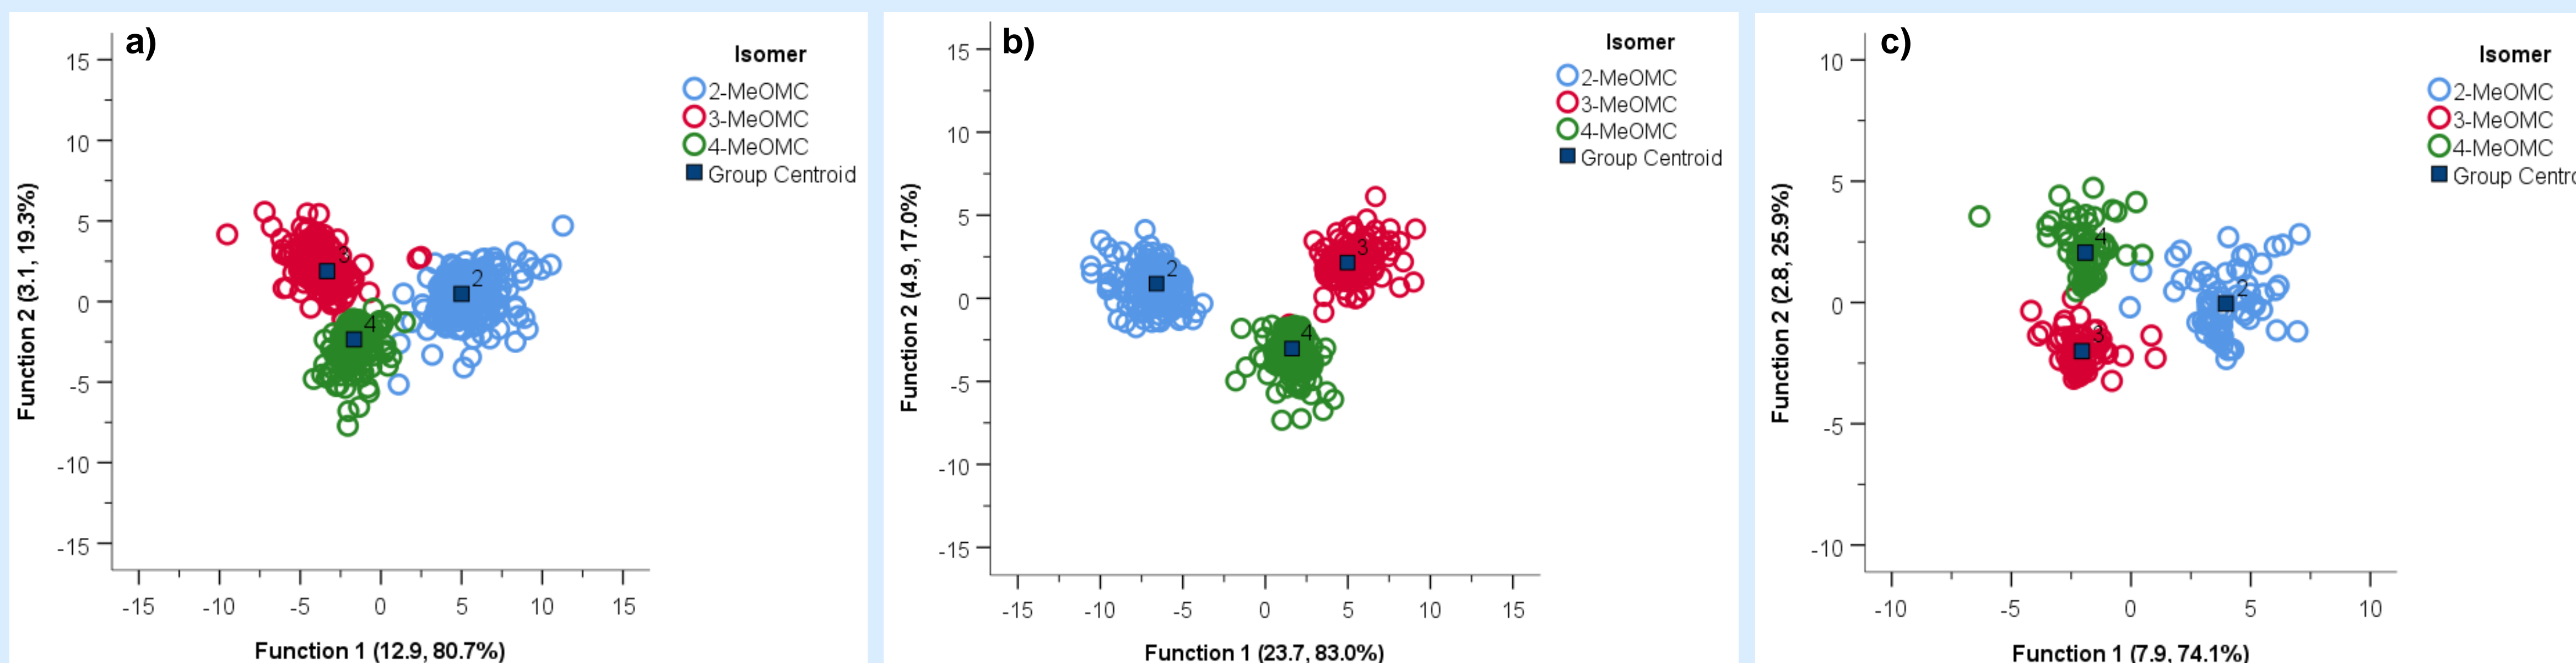 a)
Isomer
2-MeOMC
3-MeOMC
4-MeOMC
Group Centroid
15
10
5
0
-5
-10
-15
3
2
4
Function 2 (3.1, 19.3%)
-15
-10
-5
0
5
10
15
Function 1 (12.9, 80.7%)
b)
Isomer
2-MeOMC
3-MeOMC
4-MeOMC
Group Centroid
15
10
5
0
-5
-10
-15
2
3
4
Function 2 (4.9, 17.0%)
-15
-10
-5
0
5
10
15
Function 1 (23.7, 83.0%)
c)
Isomer
2-MeOMC
3-MeOMC
4-MeOMC
Group Centro
10
5
0
-5
-10
4
2
3
Function 2 (2.8, 25.9%)
-10
-5
0
5
10
Function 1 (7.9, 74.1%)